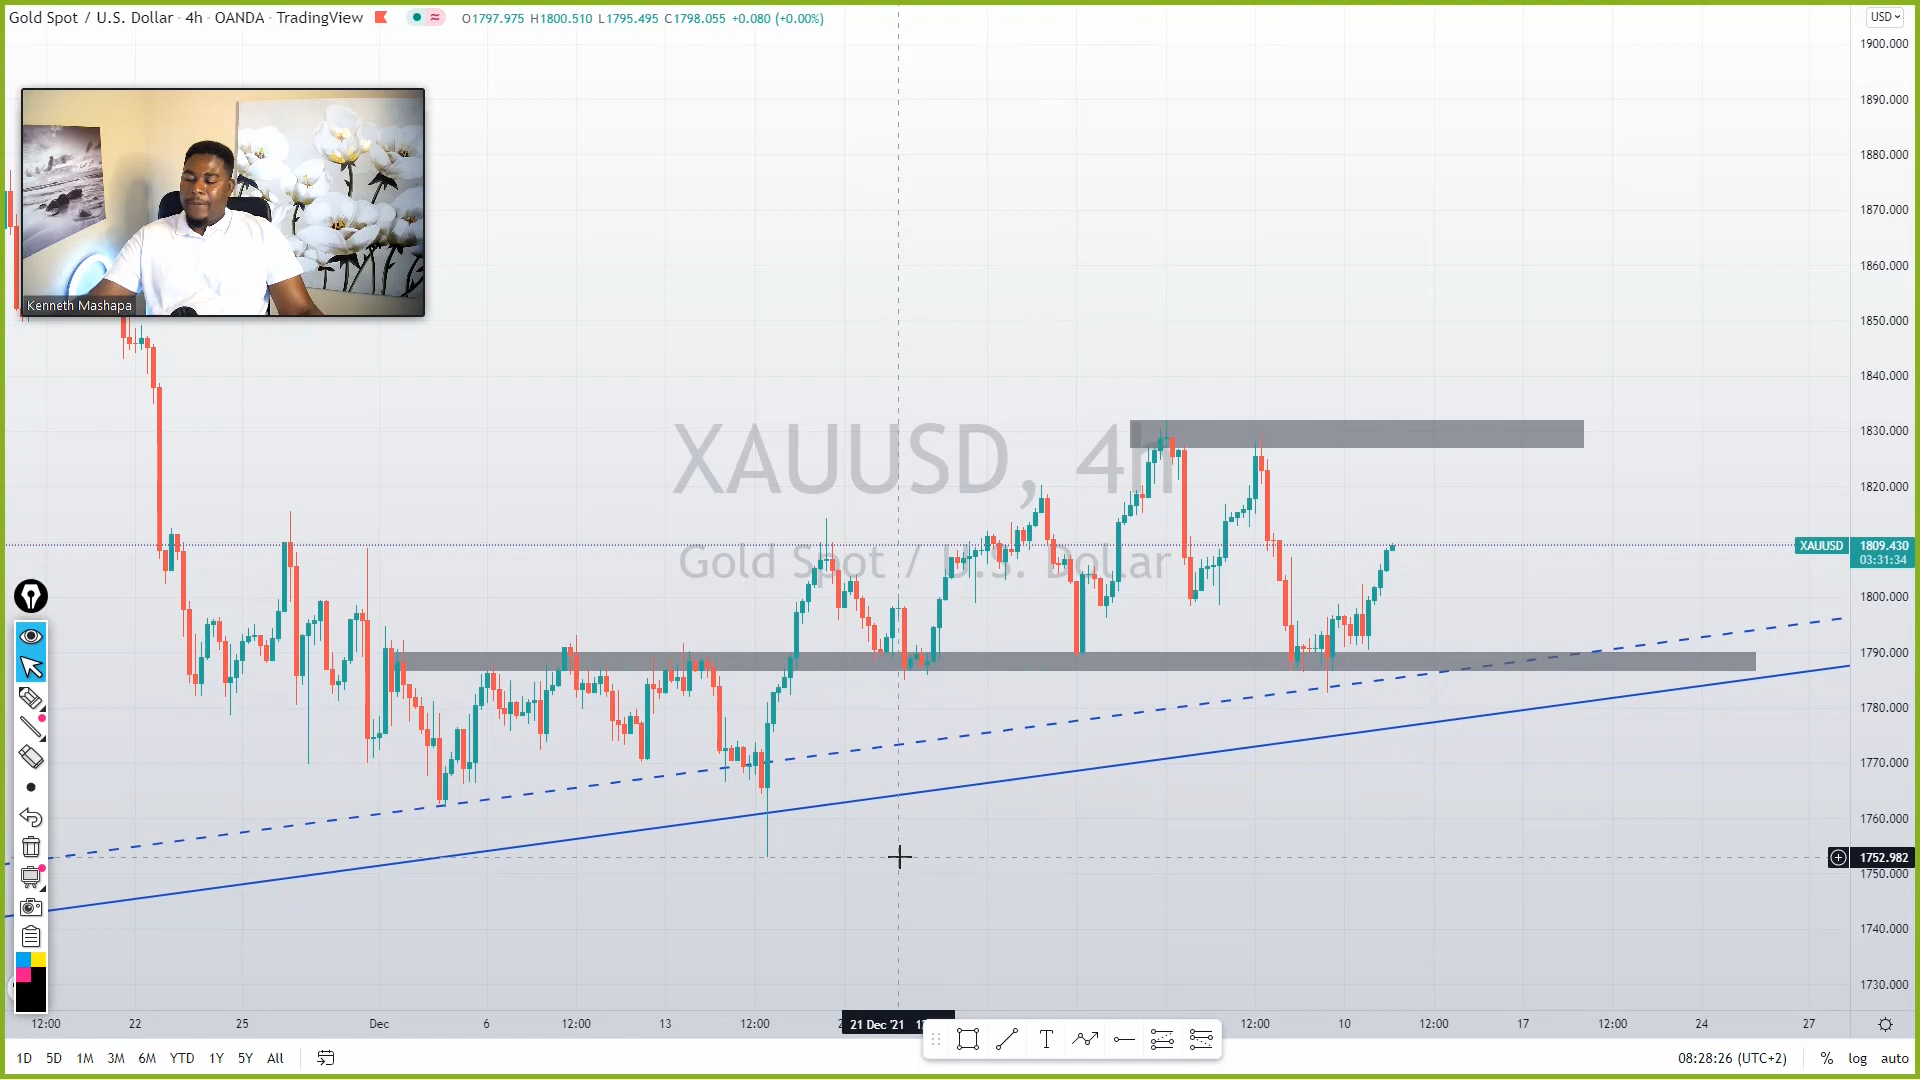 Gold Spot / U.S. Dollar · 4h · OANDA · TradingView
O1797.975 H1800.510 L1795.495 C1798.055 +0.080 (+0.00%)
USD
1900.000
1890.000
1880.000
1870.000
1860.000
1850.000
1840.000
1830.000
1820.000
XAUUSD 1809.430
03:31:34
1800.000
1790.000
1780.000
1770.000
1760.000
1752.982
1750.000
1740.000
1730.000
Kenneth Mashapa
XAUUSD, 4h
Gold Spot / U.S. Dollar
12:00 22 25 Dec 6 12:00 13 12:00 21 Dec '21 12:00 10 12:00 17 12:00 24 27
1D 5D 1M 3M 6M YTD 1Y 5Y All
08:28:26 (UTC+2) % log auto